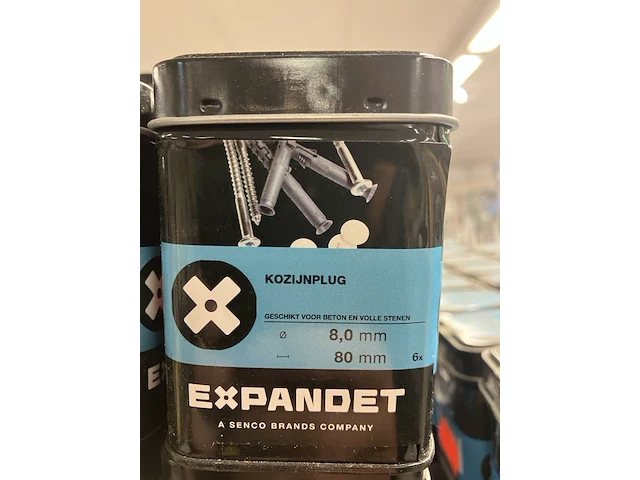 KOZIJNPLUG
GESCHIKT VOOR BETON EN VOLLE STENEN
Ø 8,0 mm
80 mm 6x
EXPANDET
A SENCO BRANDS COMPANY
E